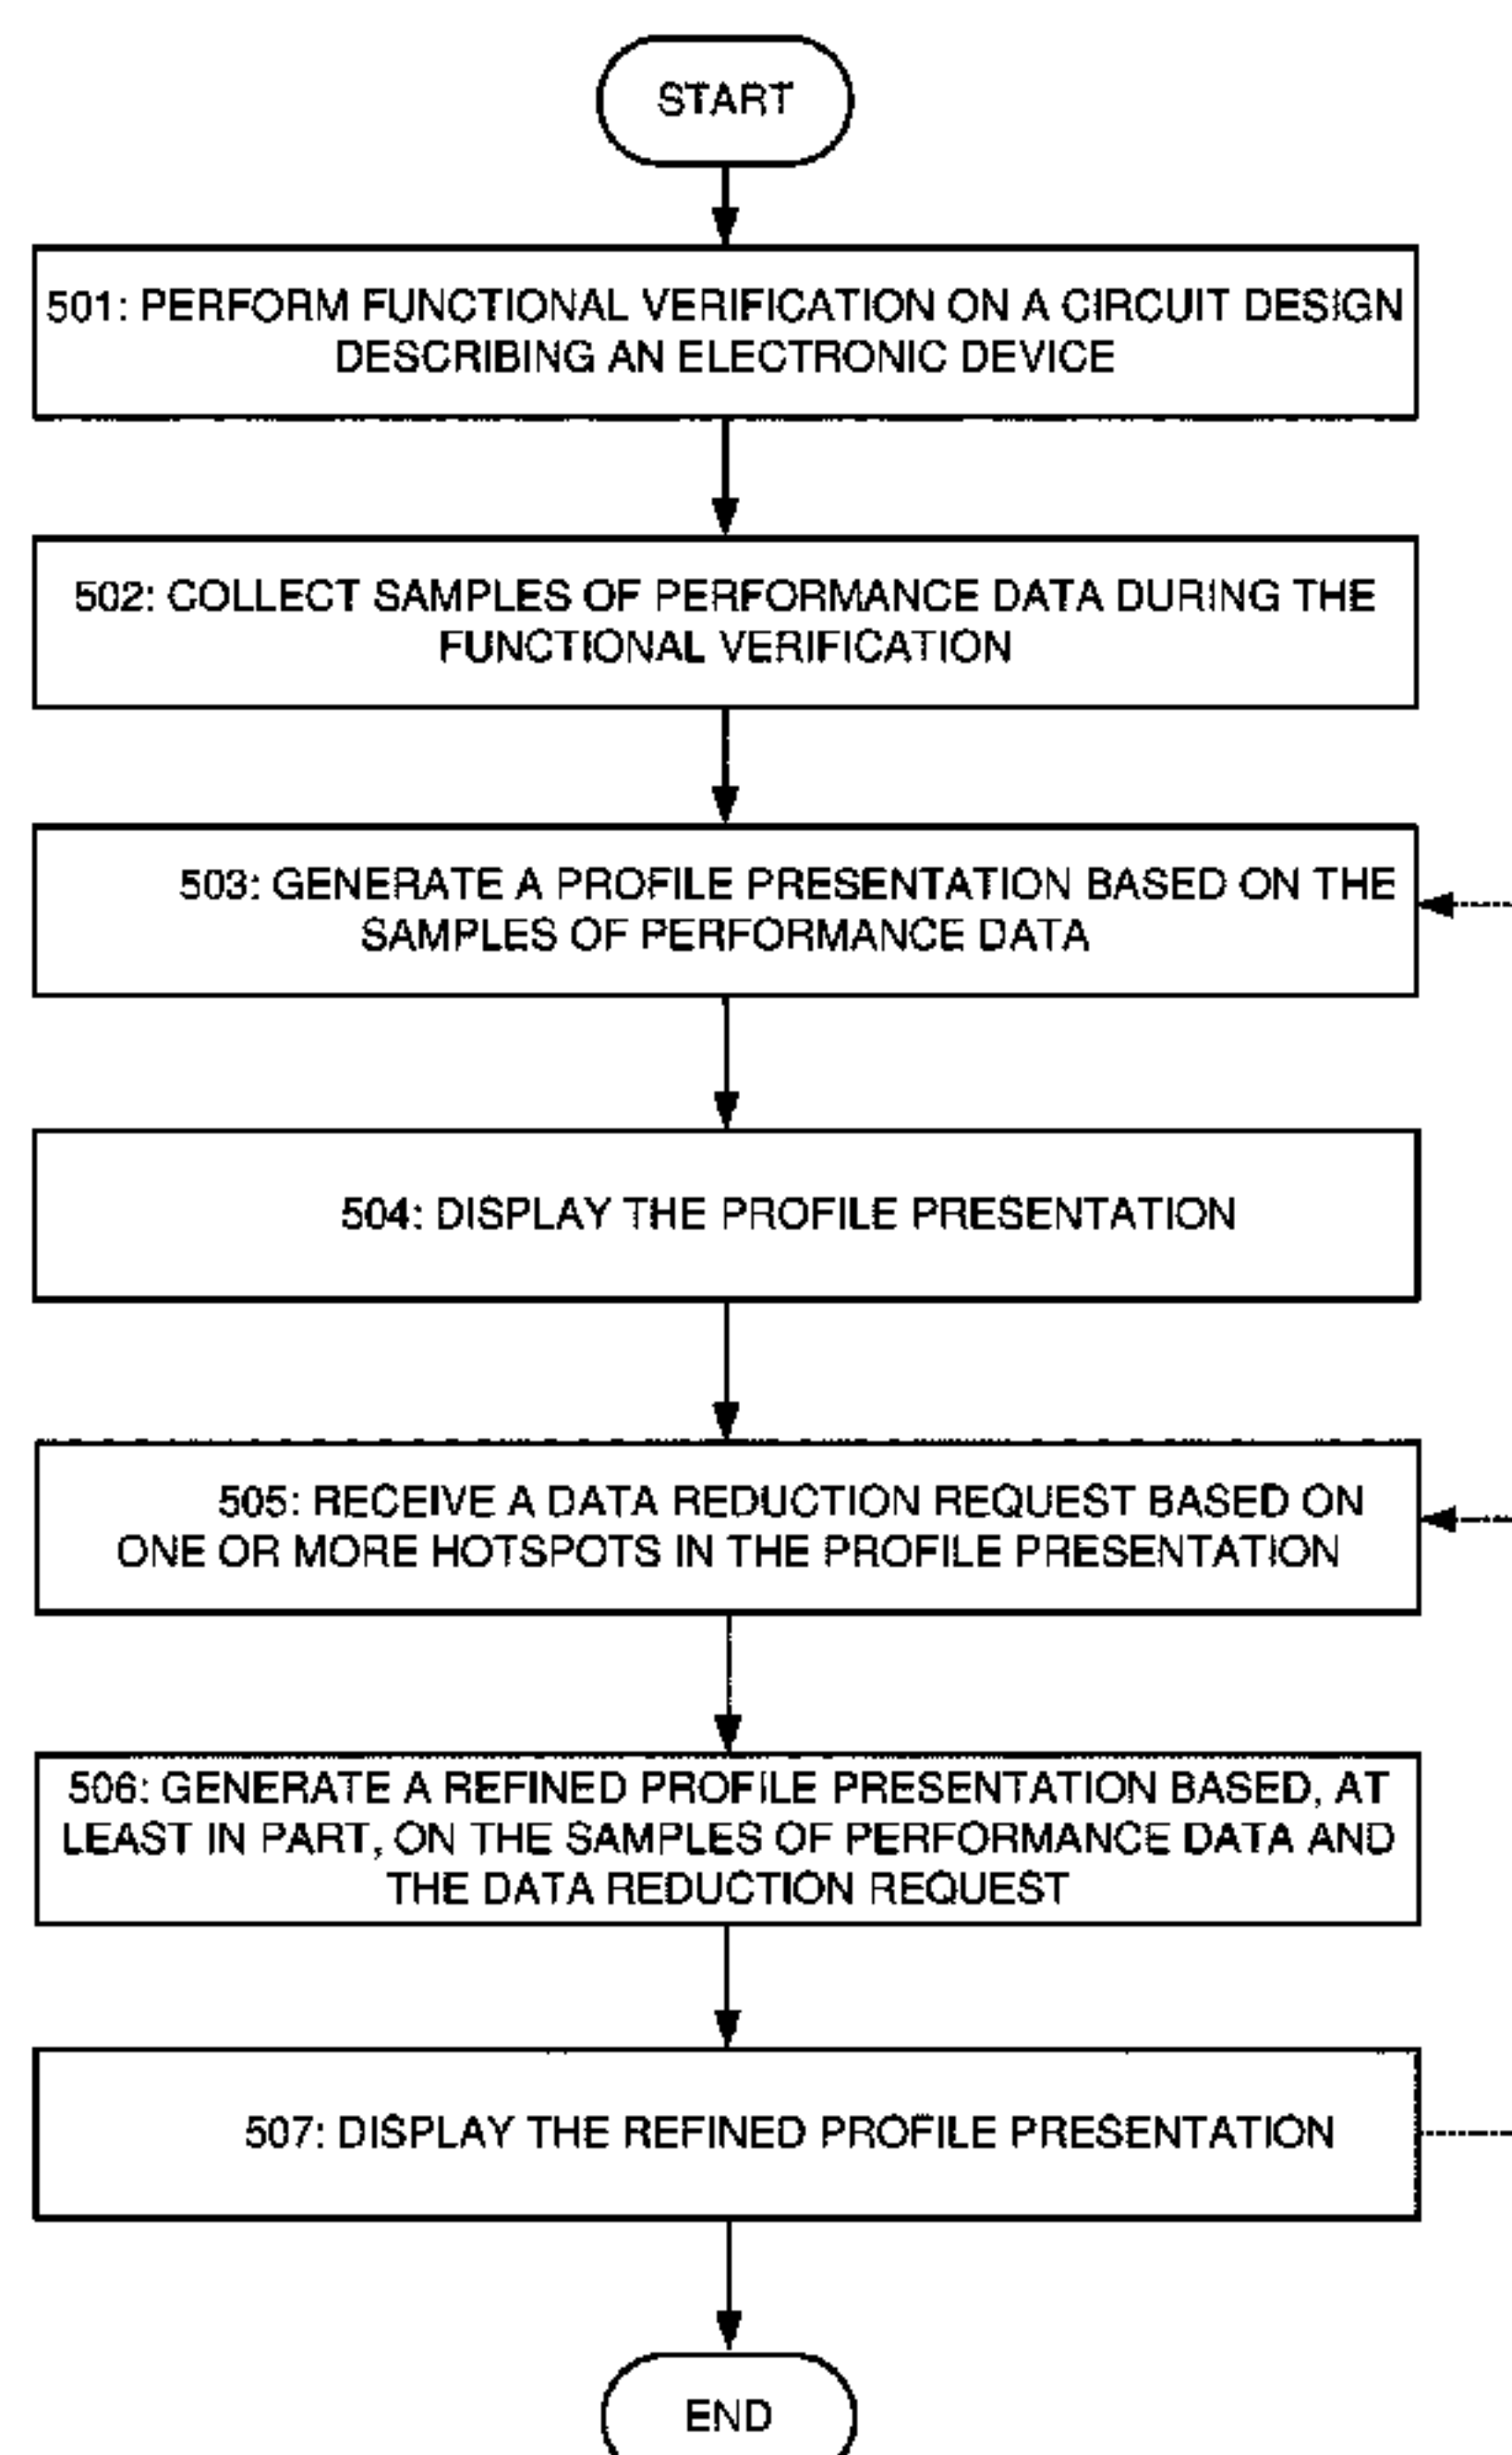 START
501: PERFORM FUNCTIONAL VERIFICATION ON A CIRCUIT DESIGN
DESCRIBING AN ELECTRONIC DEVICE
502: COLLECT SAMPLES OF PERFORMANCE DATA DURING THE
FUNCTIONAL VERIFICATION
503: GENERATE A PROFILE PRESENTATION BASED ON THE
SAMPLES OF PERFORMANCE DATA
504: DISPLAY THE PROFILE PRESENTATION
505: RECEIVE A DATA REDUCTION REQUEST BASED ON
ONE OR MORE HOTSPOTS IN THE PROFILE PRESENTATION
506: GENERATE A REFINED PROFILE PRESENTATION BASED, AT
LEAST IN PART, ON THE SAMPLES OF PERFORMANCE DATA AND
THE DATA REDUCTION REQUEST
507: DISPLAY THE REFINED PROFILE PRESENTATION
END